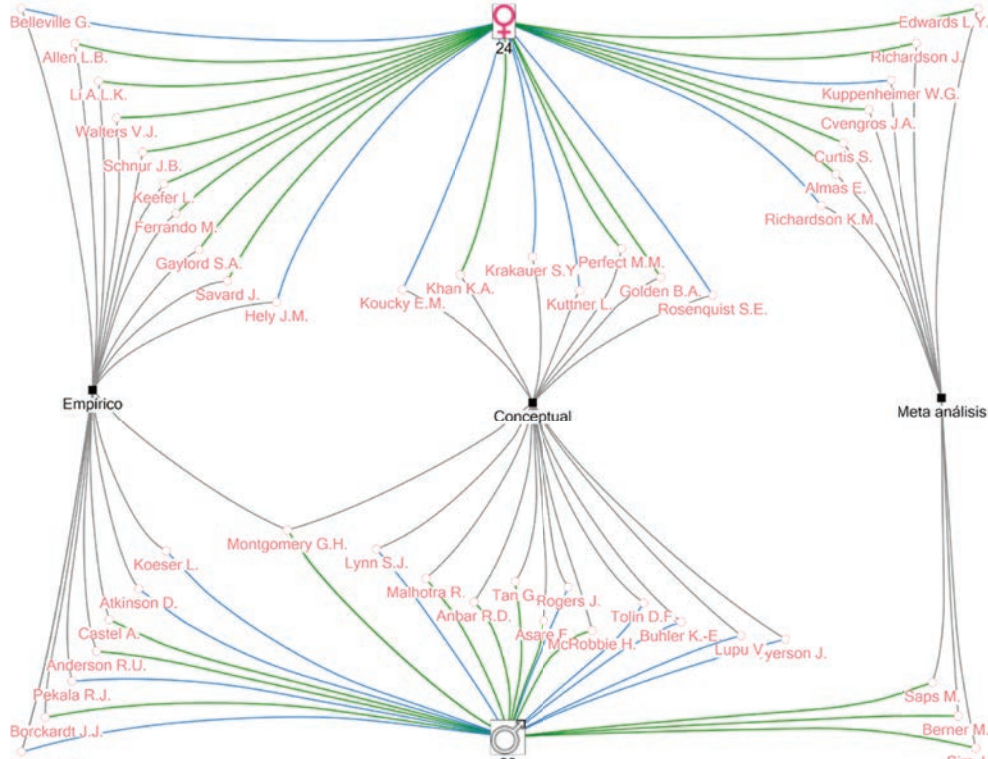 Belleville G.
24
Edwards L.Y.
Allen L.B.
Richardson J.
Li A.L.K.
Kuppenheimer W.G.
Walters V.J.
Cvengros J.A.
Schnur J.B.
Curtis S.
Keefer L.
Almas E.
Ferrando M.
Richardson K.M.
Gaylord S.A.
Krakauer S.Y
Perfect M.M.
Savard J.
Khan K.A.
Golden B.A.
Hely J.M.
Koucky E.M.
Kuttner L.
Rosenquist S.E.
Empírico
Conceptual
Meta análisis
Montgomery G.H.
Koeser L.
Lynn S.J.
Malhotra R.
Tan G
Rogers J.
Atkinson D.
Anbar R.D.
Tolin D.F.
Castel A.
Asare F.
McRobbie H.
Buhler K.-E
Lupu V.
yerson J.
Anderson R.U.
Pekala R.J.
Saps M.
Borckardt J.J.
Berner M.